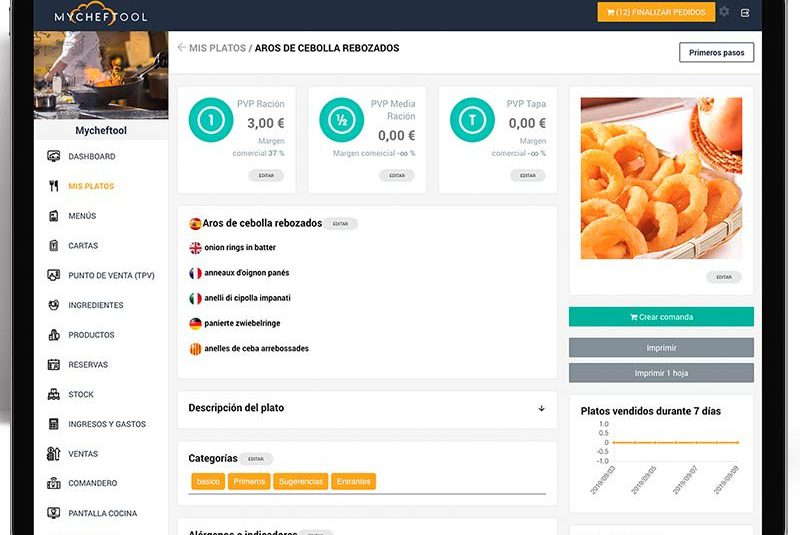 MYCHEFTOOL
(12) FINALIZAR PEDIDOS
MIS PLATOS / AROS DE CEBOLLA REBOZADOS
Primeros pasos
Mycheftool
DASHBOARD
MIS PLATOS
MENÚS
CARTAS
PUNTO DE VENTA (TPV)
INGREDIENTES
PRODUCTOS
RESERVAS
STOCK
INGRESOS Y GASTOS
VENTAS
COMANDERO
PANTALLA COCINA
1
PVP Ración
3,00 €
Margen
comercial 37 %
EDITAR
½
PVP Media
Ración
0,00 €
Margen comercial -∞ %
EDITAR
T
PVP Tapa
0,00 €
Margen
comercial -∞ %
EDITAR
Aros de cebolla rebozados EDITAR
onion rings in batter
anneaux d'oignon panés
anelli di cipolla impanati
panierte zwiebelringe
anelles de ceba arrebossades
Descripción del plato
Categorías EDITAR
basico Primeros Sugerencias Entrantes
Alérgenos e indicadores
EDITAR
Crear comanda
Imprimir
Imprimir 1 hoja
Platos vendidos durante 7 días
1.0
0.5
0
-0.5
-1.0
2019/09/03
2019/09/05
2019/09/07
2019/09/09